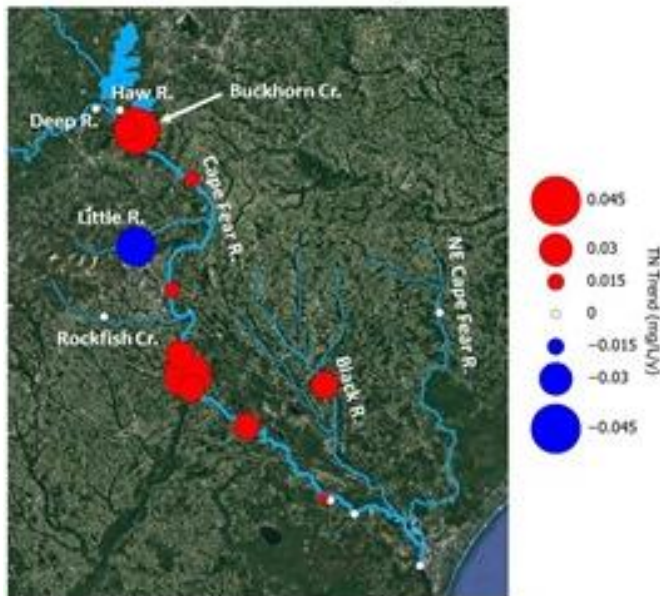 Haw R.
Buckhorn Cr.
Deep R.
Cape Fear R.
Little R.
NE Cape Fear R.
Rockfish Cr.
Black R.
0.045
0.03
0.015
0
−0.015
−0.03
−0.045
TN Trend (mg/L/y)